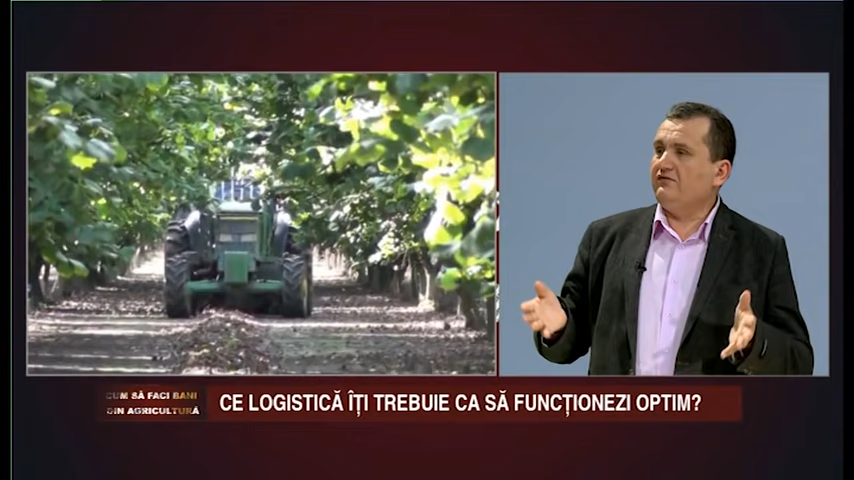 CUM SĂ FACI BANI
DIN AGRICULTURĂ
CE LOGISTICĂ ÎȚI TREBUIE CA SĂ FUNCȚIONEZI OPTIM?